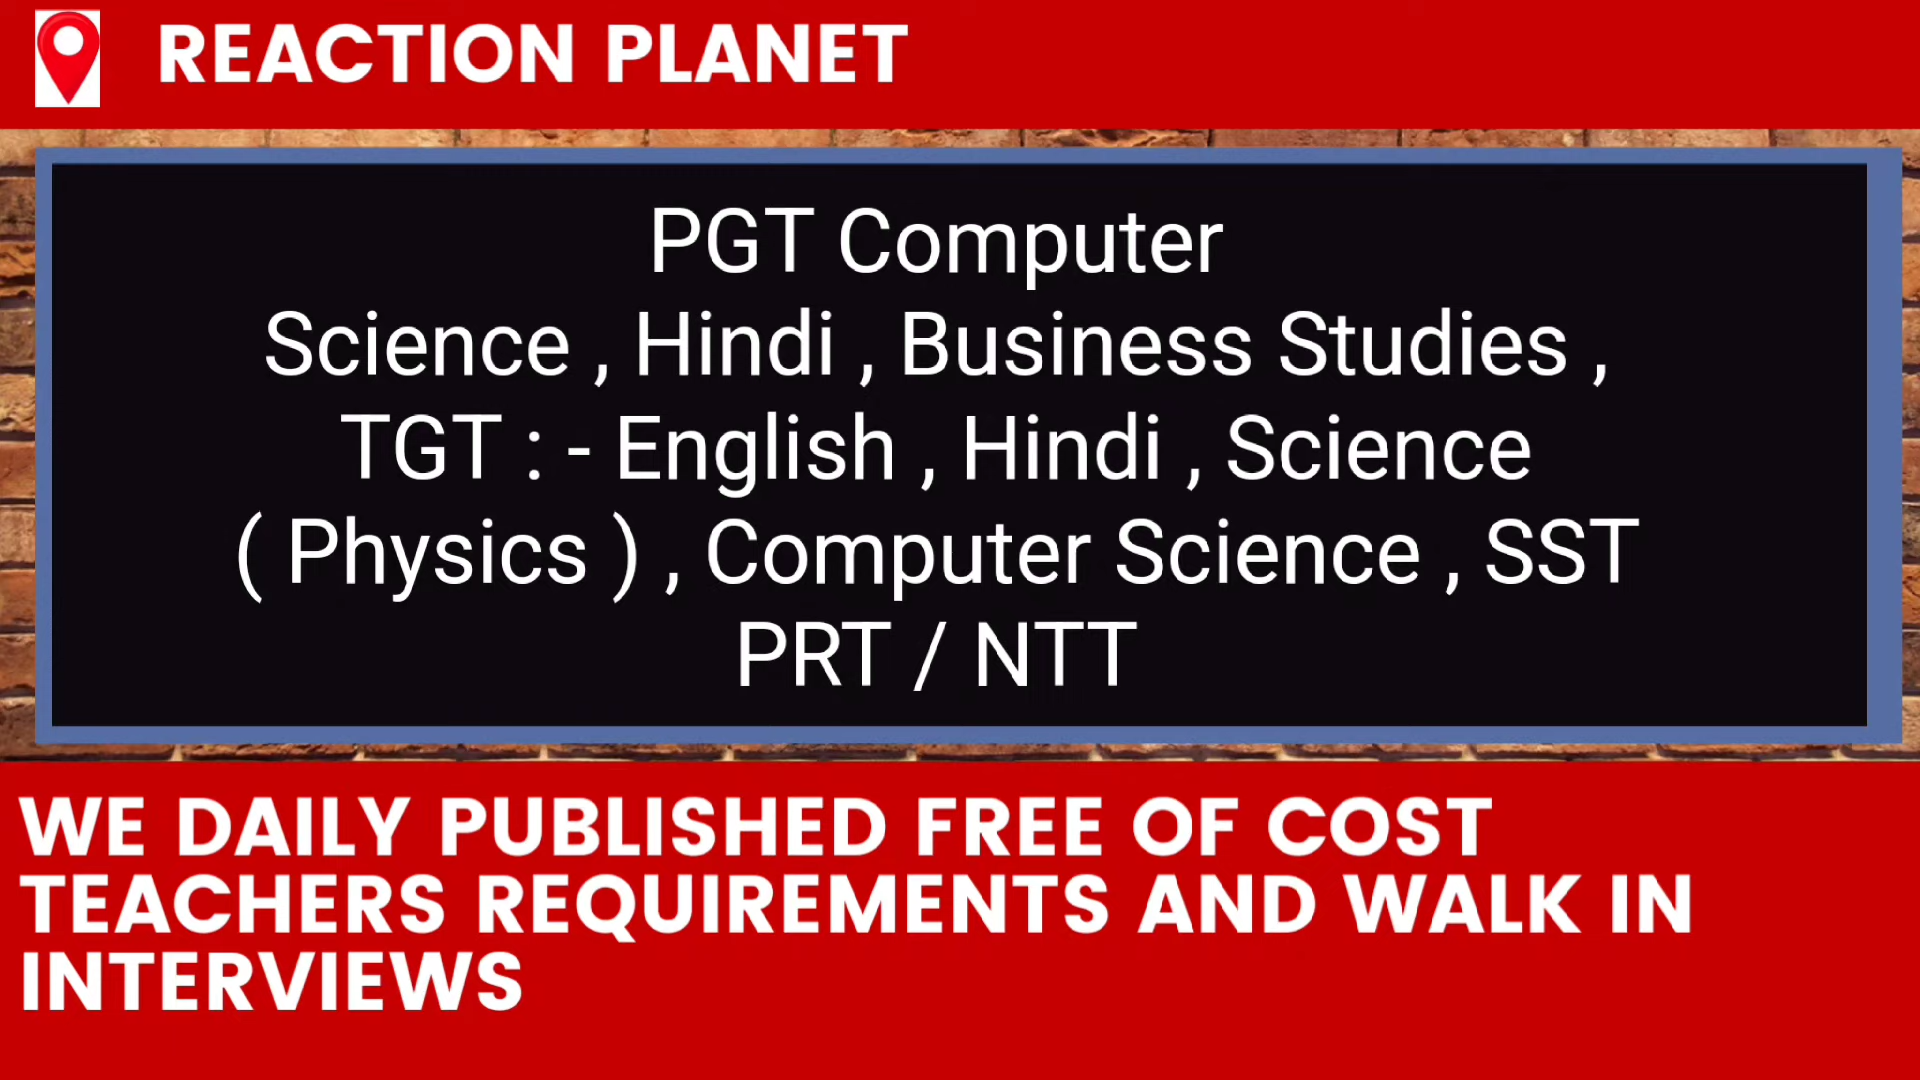 REACTION PLANET
PGT Computer
Science , Hindi , Business Studies ,
TGT : - English , Hindi , Science
( Physics ) , Computer Science , SST
PRT / NTT
WE DAILY PUBLISHED FREE OF COST
TEACHERS REQUIREMENTS AND WALK IN
INTERVIEWS